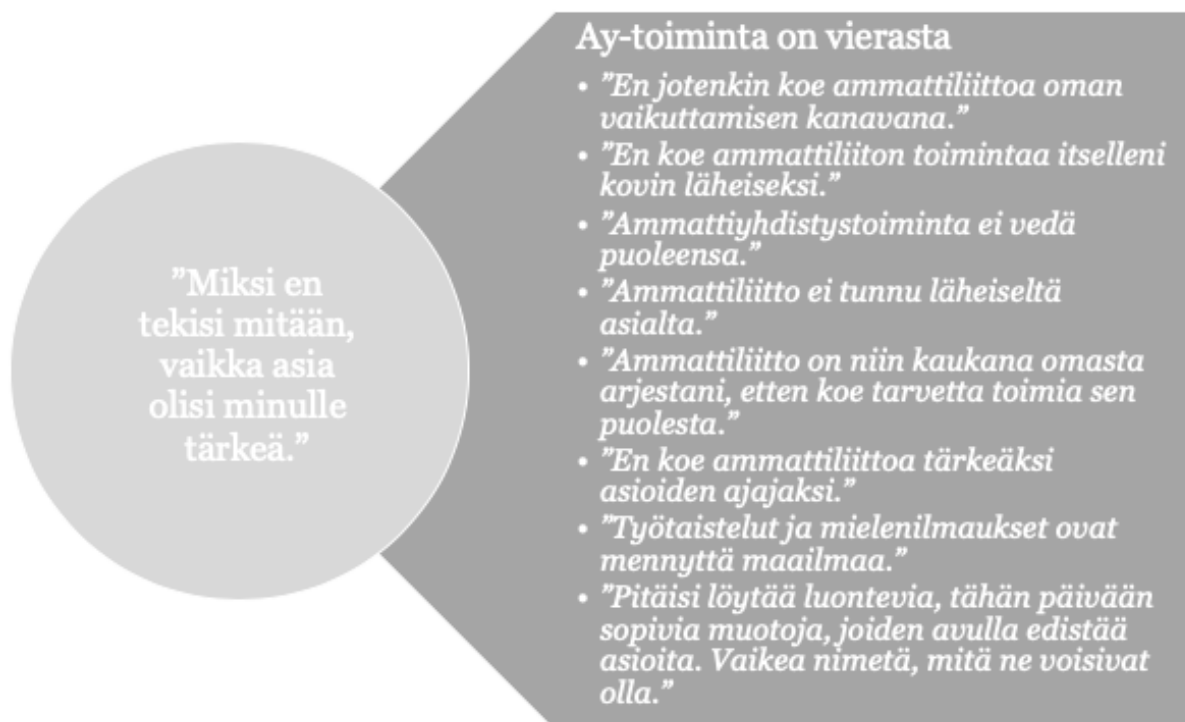 ”Miksi en
tekisi mitään,
vaikka asia
olisi minulle
tärkeä.”
Ay-toiminta on vierasta
• ”En jotenkin koe ammattiliittoa oman
vaikuttamisen kanavana.”
• ”En koe ammattiliiton toimintaa itselleni
kovin läheiseksi.”
• ”Ammattiyhdistystoiminta ei vedä
puoleensa.”
• ”Ammattiliitto ei tunnu läheiseltä
asialta.”
• ”Ammattiliitto on niin kaukana omasta
arjestani, etten koe tarvetta toimia sen
puolesta.”
• ”En koe ammattiliittoa tärkeäksi
asioiden ajajaksi.”
• ”Työtaistelut ja mielenilmaukset ovat
mennyttä maailmaa.”
• ”Pitäisi löytää luontevia, tähän päivään
sopivia muotoja, joiden avulla edistää
asioita. Vaikea nimetä, mitä ne voisivat
olla.”